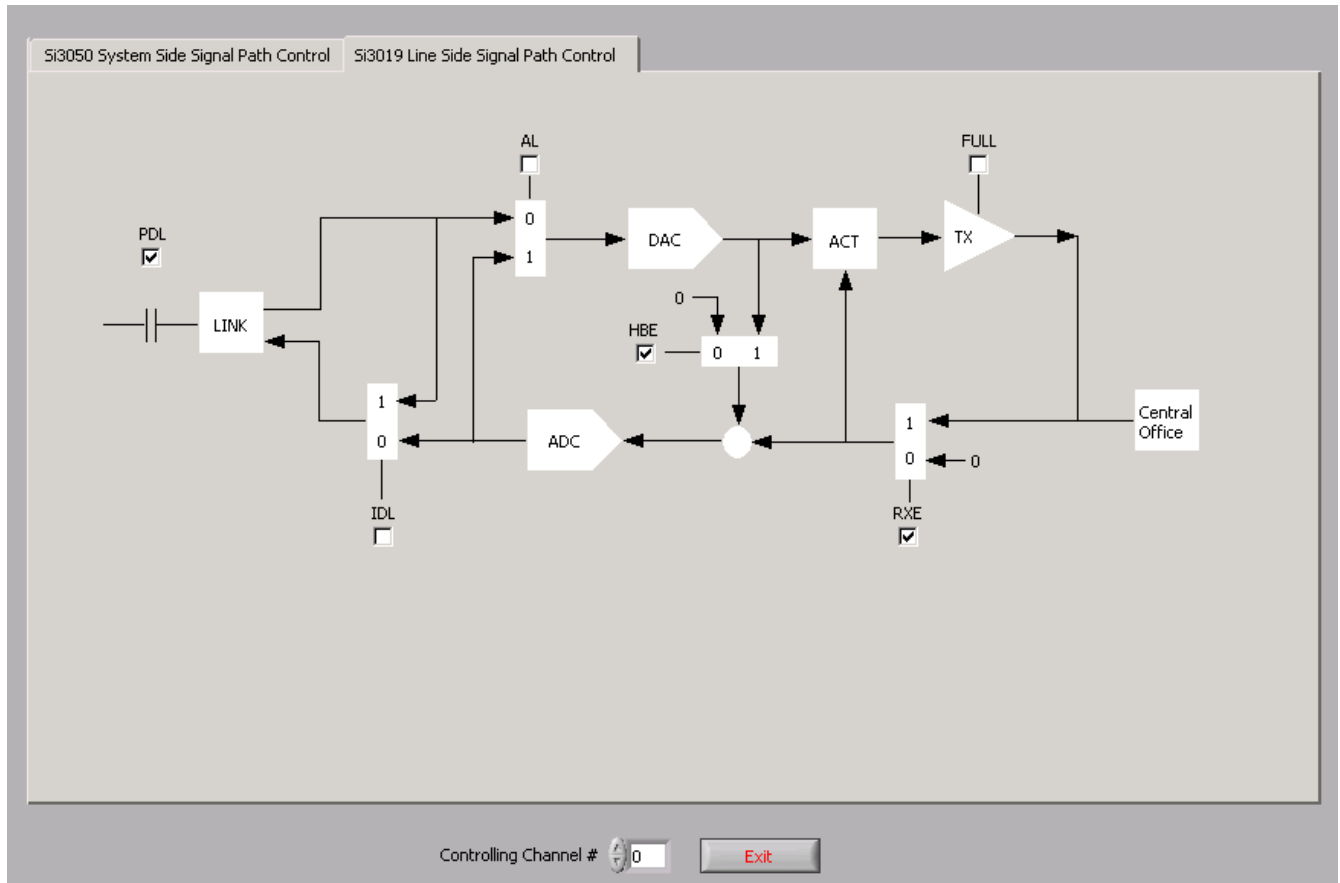 Si3050 System Side Signal Path Control
Si3019 Line Side Signal Path Control
AL
FULL
PDL
0
1
DAC
ACT
TX
LINK
0
HBE
0 1
1
0
ADC
1
0
0
Central
Office
IDL
RXE
Controlling Channel #
0
Exit